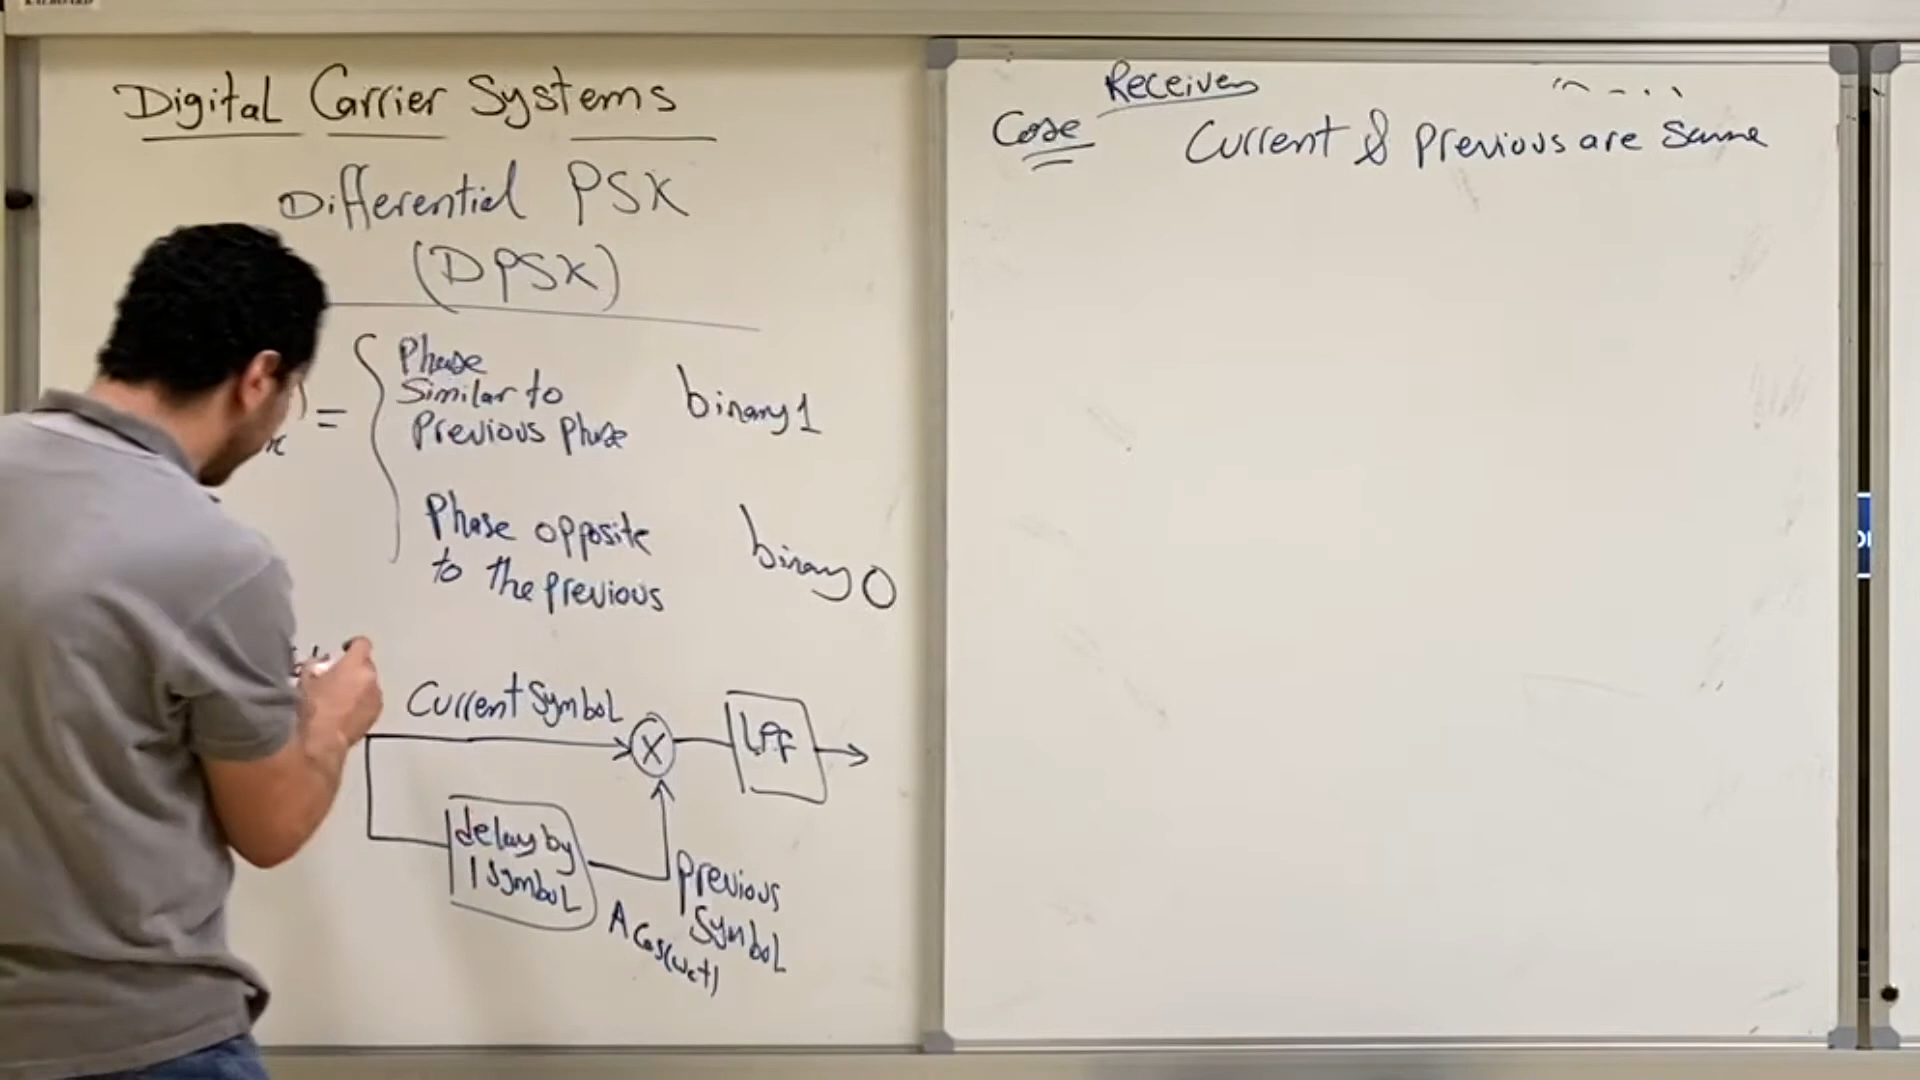 Digital Carrier Systems
Differential PSK
(DPSK)
=
Phase
Similar to
Previous Phase
binary 1
Phase opposite
to the previous
binary 0
Current Symbol
X
LPF
delay by
1 symbol
Previous
Symbol
A Cos(wct)
Receiver
Case
Current & Previous are same